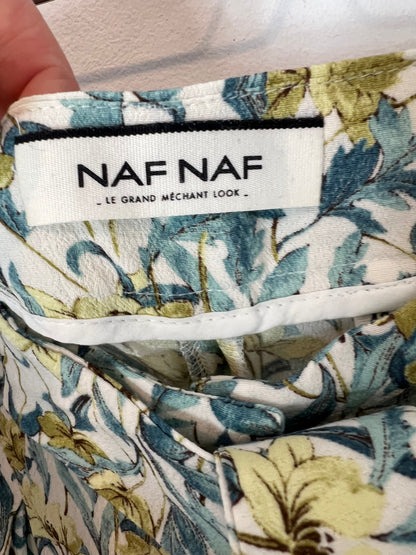 NAF NAF
- LE GRAND MÉCHANT LOOK -